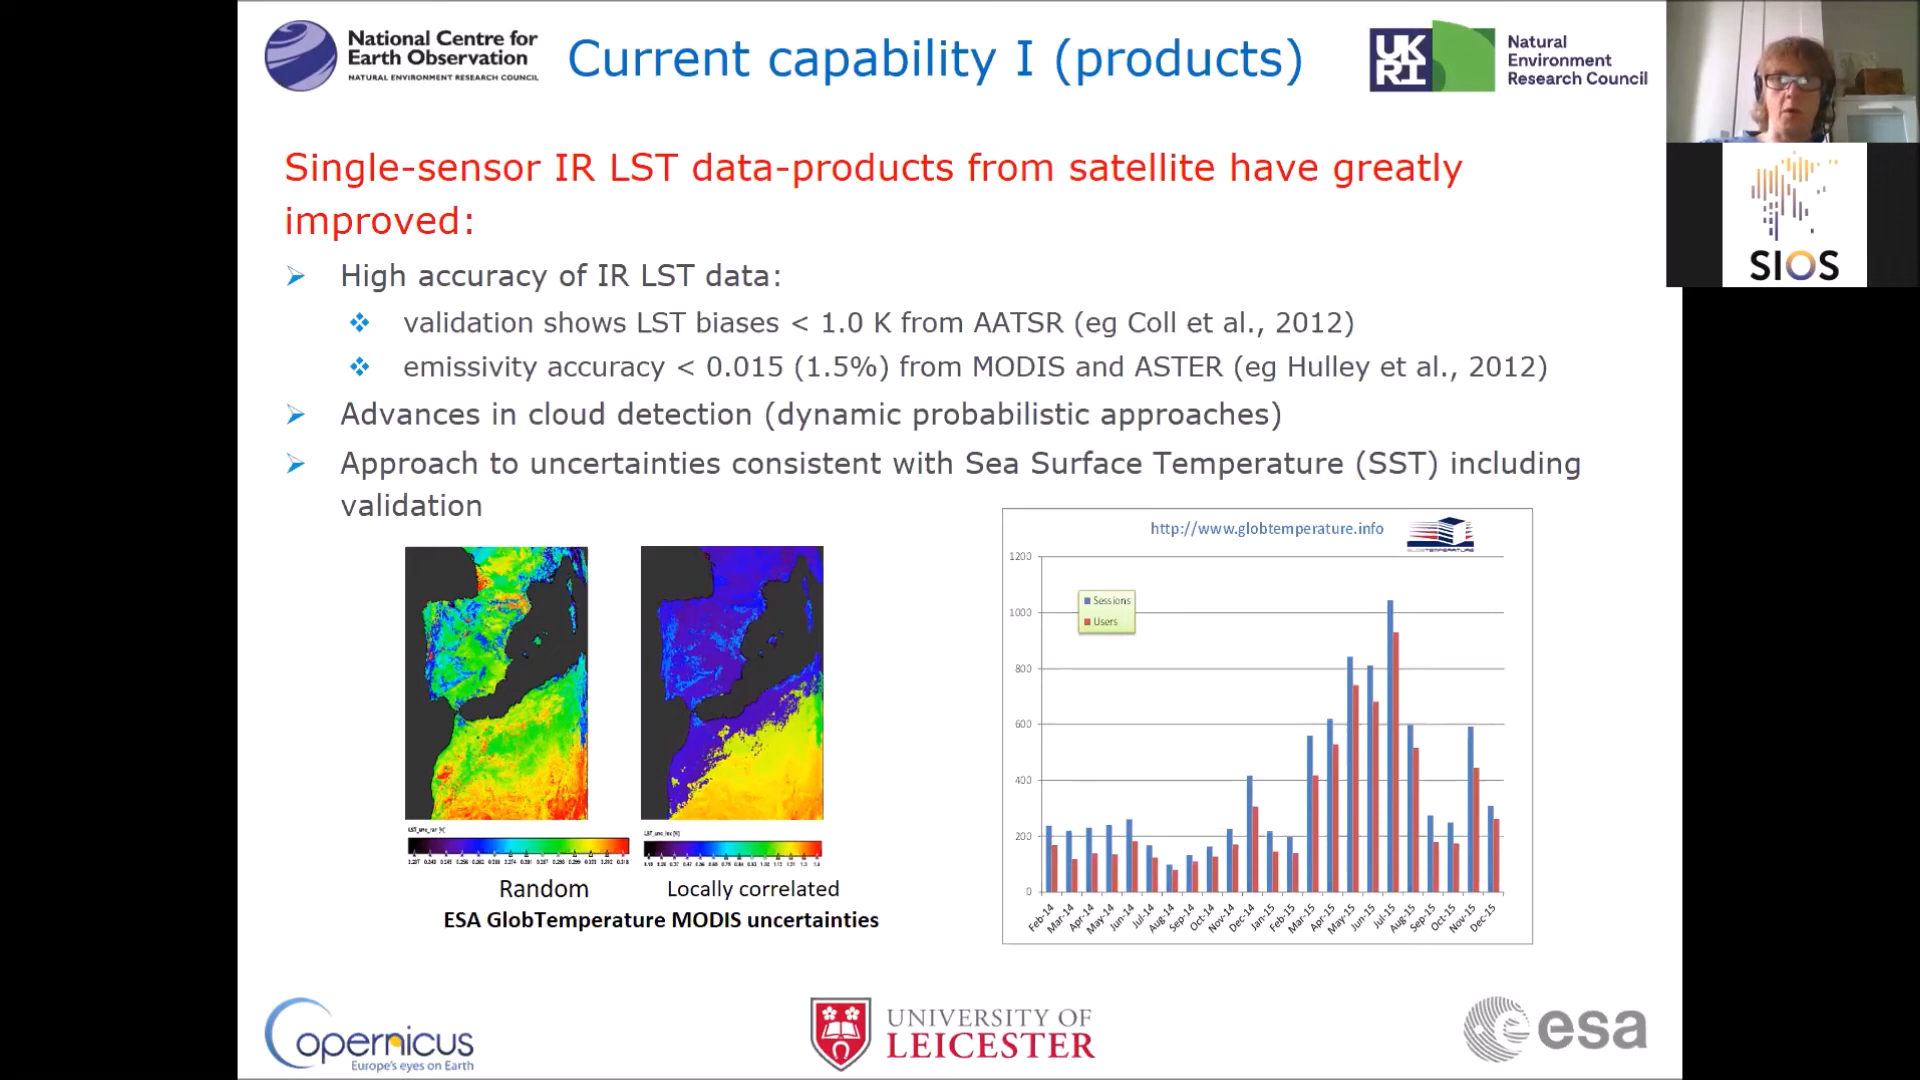 National Centre for
Earth Observation
NATURAL ENVIRONMENT RESEARCH COUNCIL
Current capability I (products)
UK
RI
Natural
Environment
Research Council
Single-sensor IR LST data-products from satellite have greatly
improved:
High accuracy of IR LST data:
validation shows LST biases < 1.0 K from AATSR (eg Coll et al., 2012)
emissivity accuracy < 0.015 (1.5%) from MODIS and ASTER (eg Hulley et al., 2012)
Advances in cloud detection (dynamic probabilistic approaches)
Approach to uncertainties consistent with Sea Surface Temperature (SST) including
validation
SIOS
http://www.globtemperature.info
GLOBTEMPERATURE
1200
1000
800
600
400
200
0
Sessions
Users
Feb-14
Mar-14
Apr-14
May-14
Jun-14
Jul-14
Aug-14
Sep-14
Oct-14
Nov-14
Dec-14
Jan-15
Feb-15
Mar-15
Apr-15
May-15
Jun-15
Jul-15
Aug-15
Sep-15
Oct-15
Nov-15
Dec-15
Random
Locally correlated
ESA GlobTemperature MODIS uncertainties
opernicus
Europe's eyes on Earth
UNIVERSITY OF
LEICESTER
esa